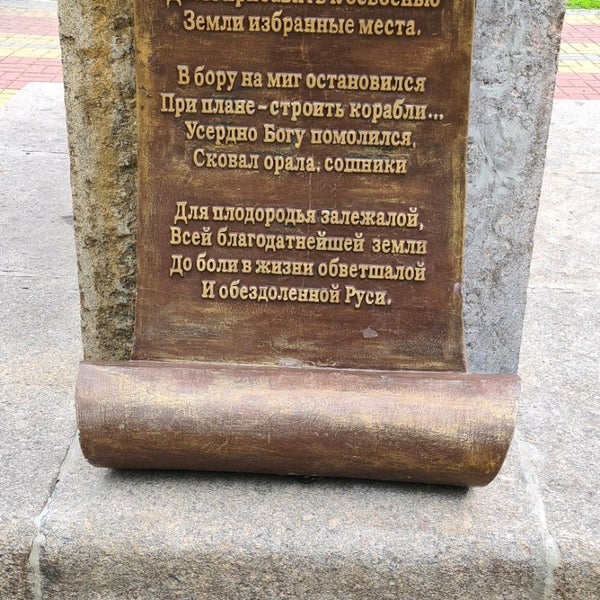 Земли избранные места.
В бору на миг остановился
При плане – строить корабли...
Усердно Богу помолился,
Сковал орала, сошники
Для плодородья залежалой,
Всей благодатнейшей земли
До боли в жизни обветшалой
И обездоленной Руси.